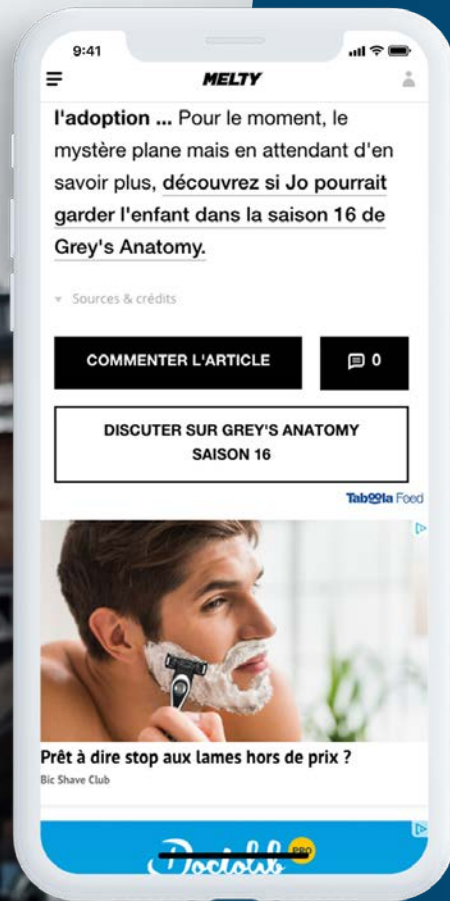 9:41
MELTY
l'adoption ... Pour le moment, le
mystère plane mais en attendant d'en
savoir plus, découvrez si Jo pourrait
garder l'enfant dans la saison 16 de
Grey's Anatomy.
Sources & crédits
COMMENTER L'ARTICLE
0
DISCUTER SUR GREY'S ANATOMY
SAISON 16
Taboola Feed
Prêt à dire stop aux lames hors de prix ?
Bic Shave Club
Doctolib PRO